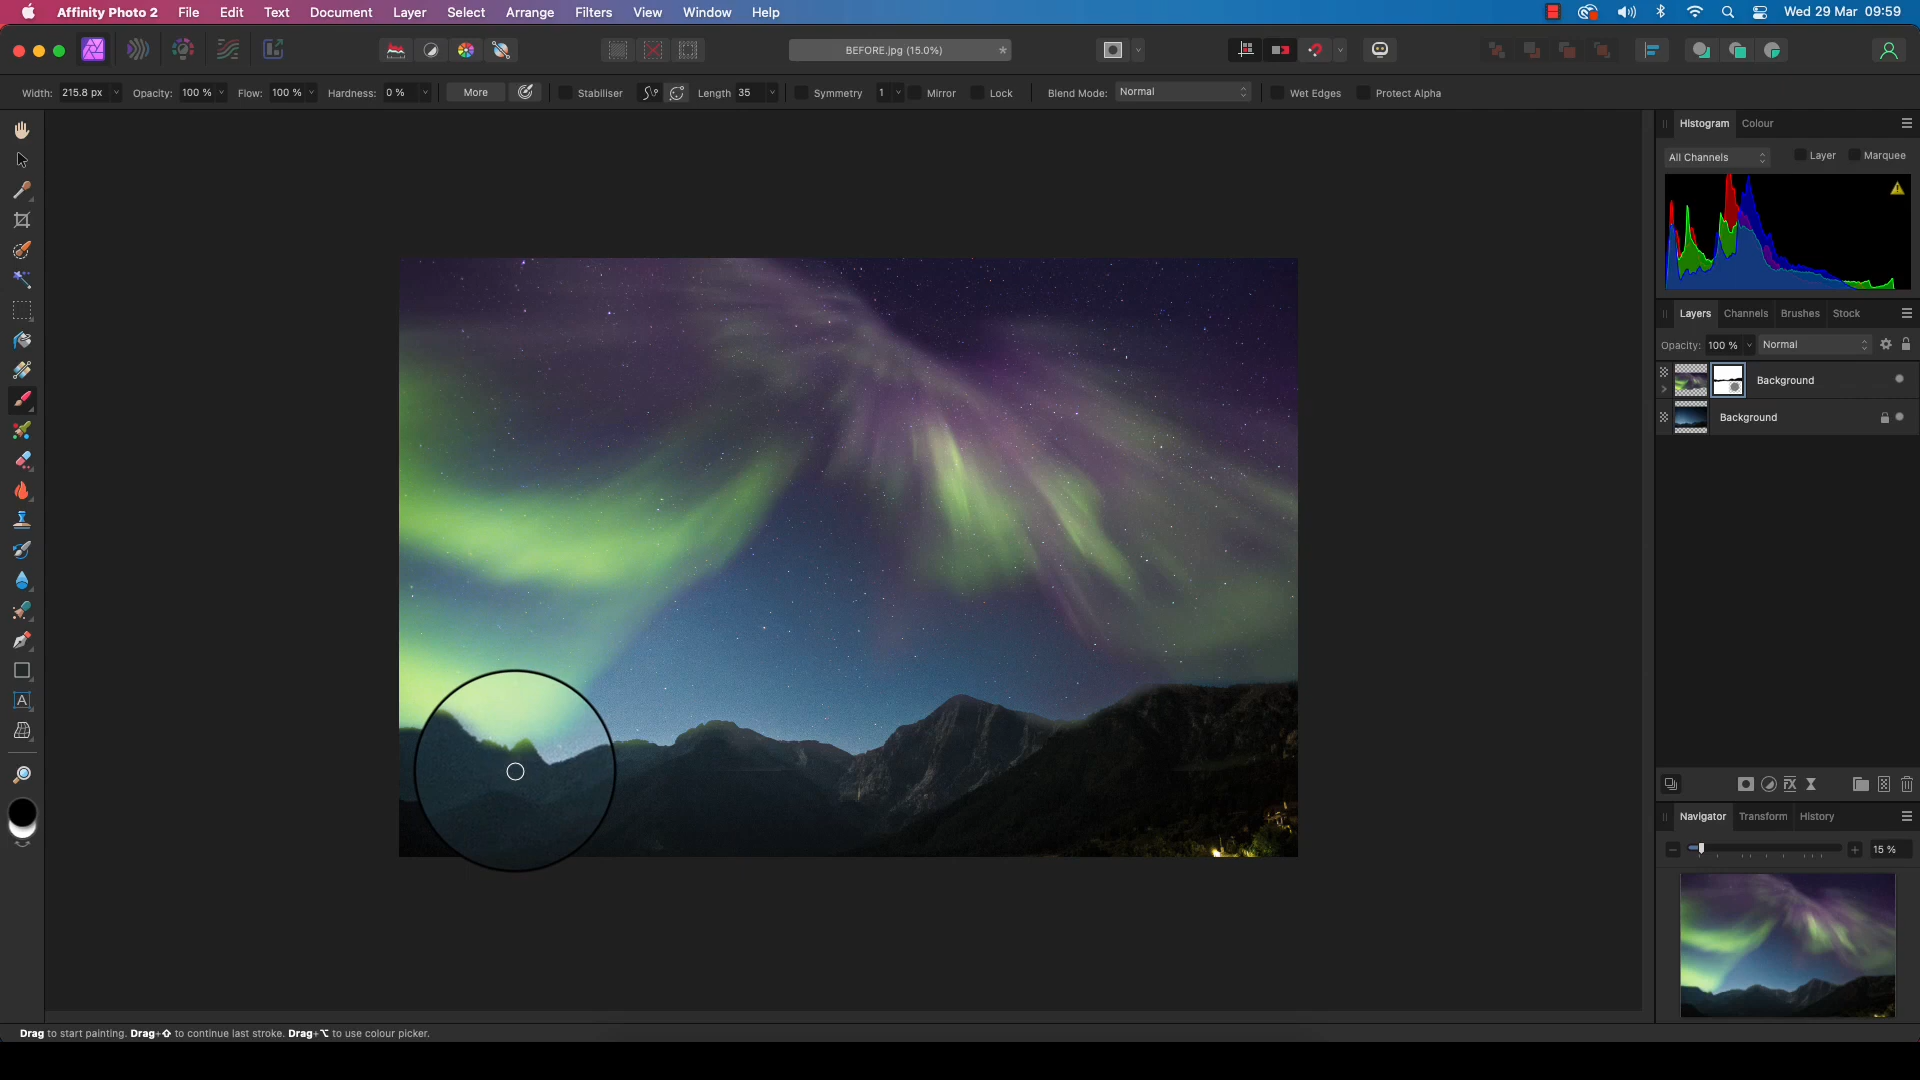 Affinity Photo 2 File Edit Text Document Layer Select Arrange Filters View Window Help Wed 29 Mar 09:59
BEFORE.jpg (15.0%) *
Width: 215.8 px Opacity: 100 % Flow: 100 % Hardness: 0 % More Stabiliser Length 35 Symmetry 1 Mirror Lock Blend Mode: Normal Wet Edges Protect Alpha
Histogram Colour
All Channels Layer Marquee
Layers Channels Brushes Stock
Opacity: 100 % Normal
Background
Background
Navigator Transform History
15 %
Drag to start painting. Drag+⇧ to continue last stroke. Drag+⌥ to use colour picker.